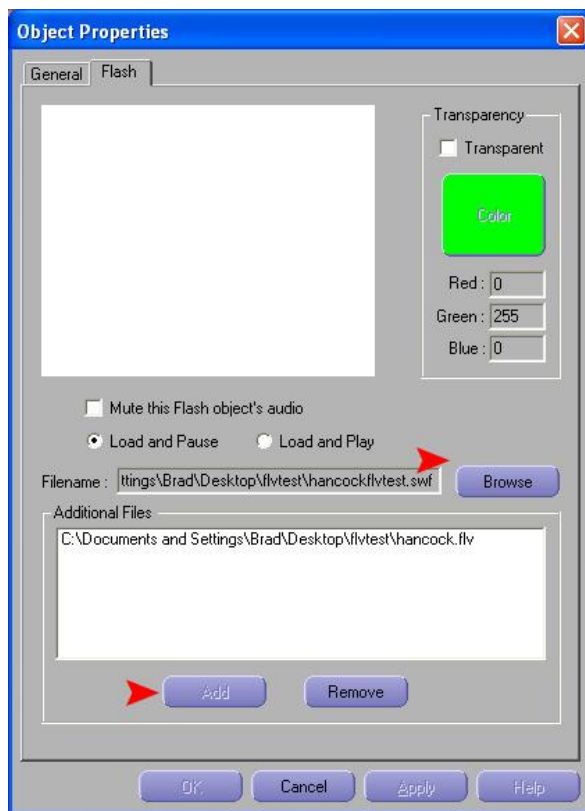 Object Properties
General Flash
Transparency
Transparent
Color
Red : 0
Green : 255
Blue : 0
Mute this Flash object's audio
Load and Pause Load and Play
Filename : ttings\Brad\Desktop\flvtest\hancockflvtest.swf Browse
Additional Files
C:\Documents and Settings\Brad\Desktop\flvtest\hancock.flv
Add Remove
OK Cancel Apply Help